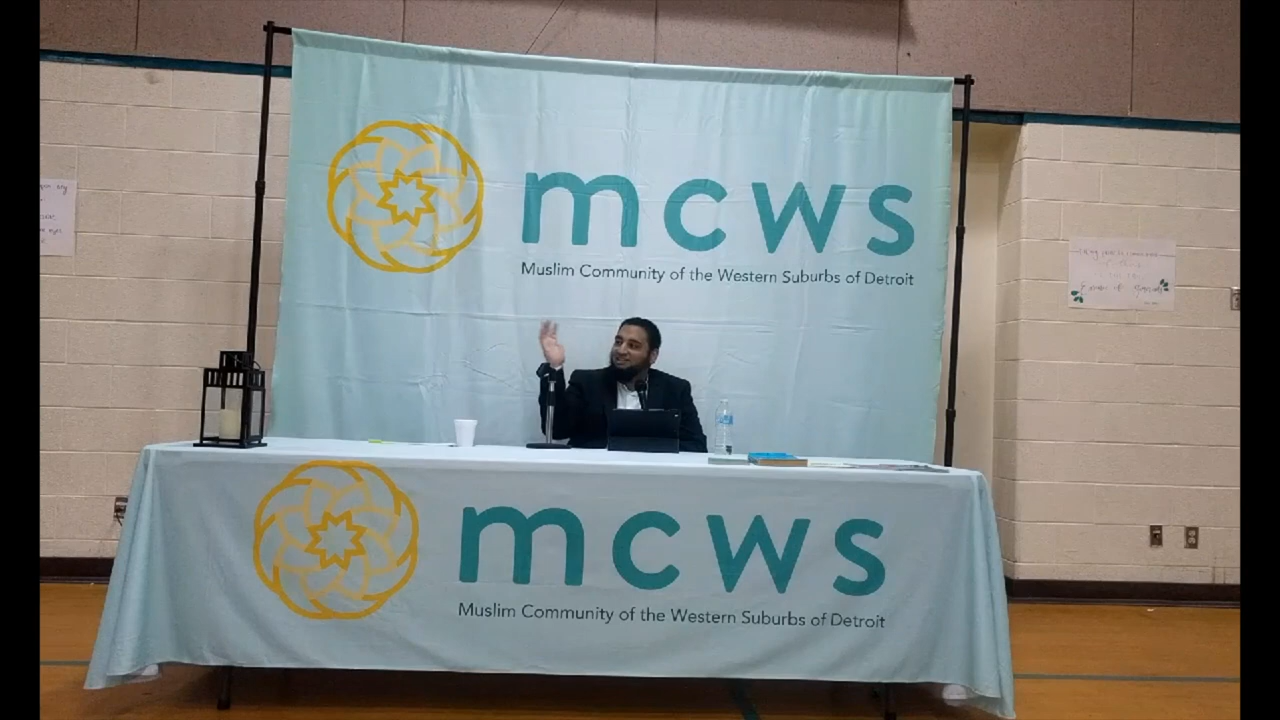 mcws
Muslim Community of the Western Suburbs of Detroit
mcws
Muslim Community of the Western Suburbs of Detroit